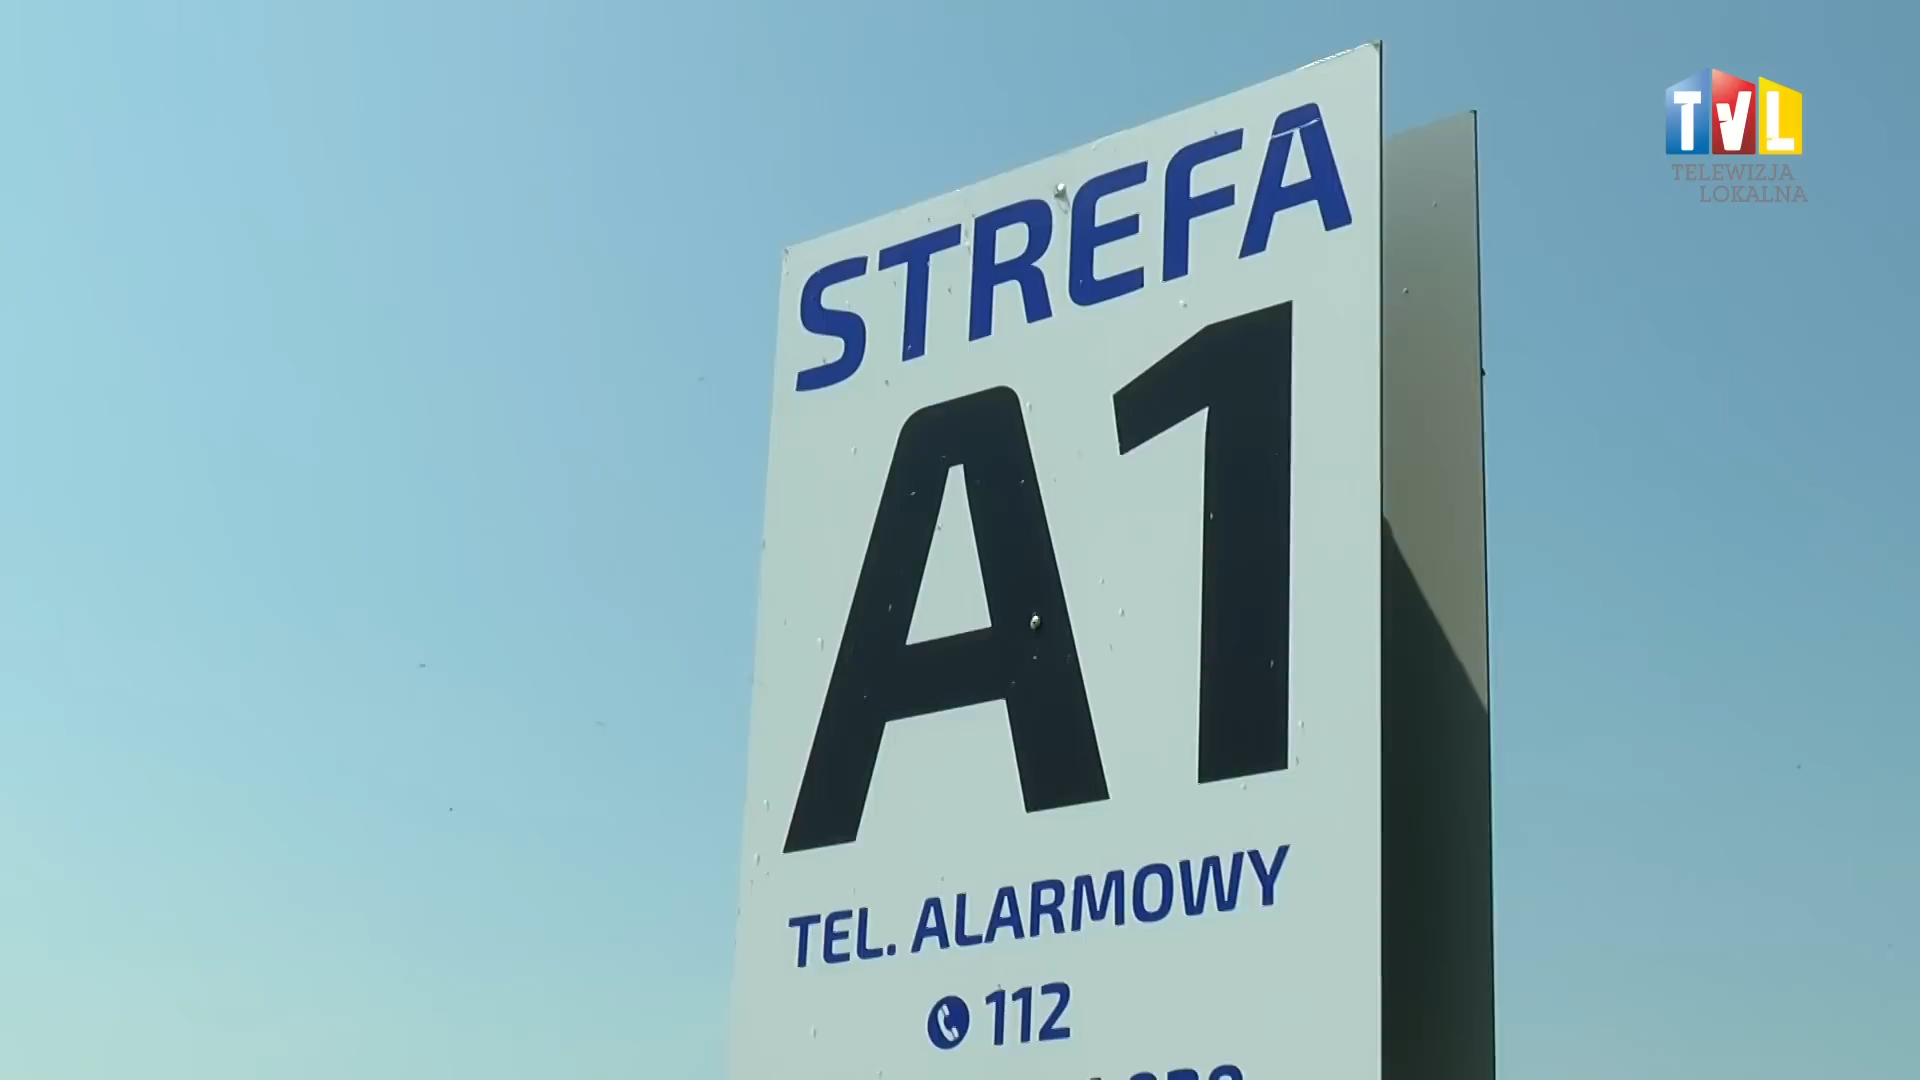 STREFA
A1
TEL. ALARMOWY
112
TVL
TELEWIZJA
LOKALNA